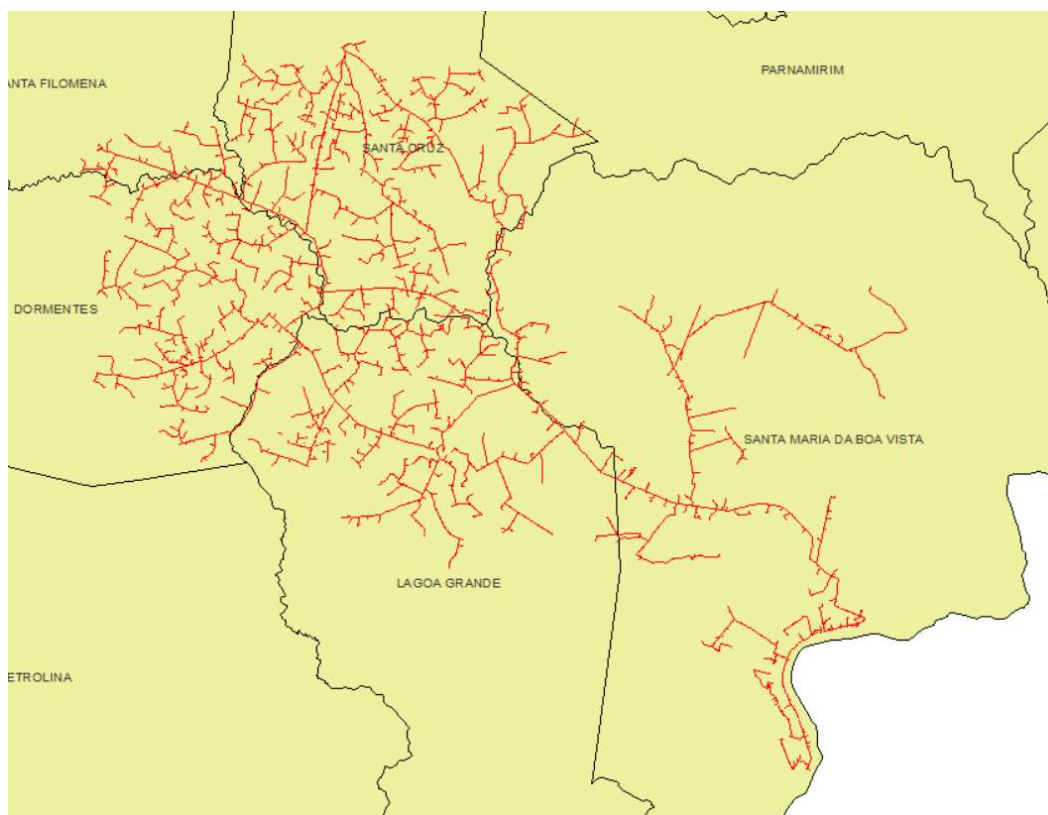 PARNAMIRIM
ANTA FILOMENA
SANTA CRUZ
DORMENTES
SANTA MARIA DA BOA VISTA
LAGOA GRANDE
ETROLINA